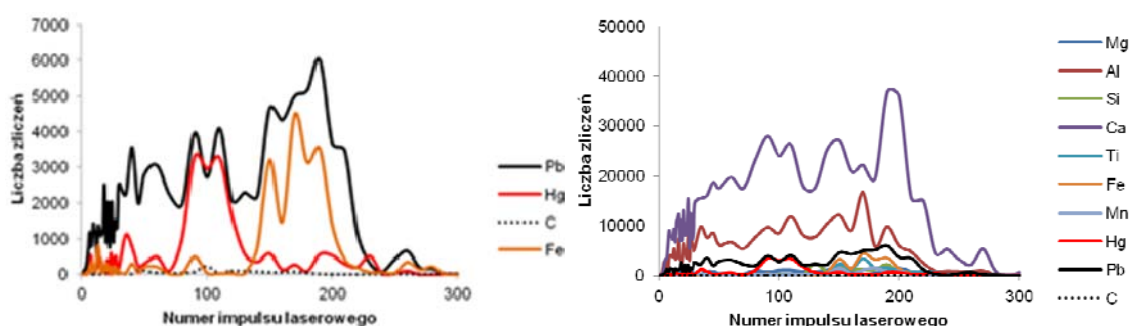 7000
6000
5000
4000
3000
2000
1000
0
Liczba zliczeń
0
100
200
300
Numer impulsu laserowego
Pb
Hg
C
Fe
50000
40000
30000
20000
10000
0
Liczba zliczeń
0
100
200
300
Numer impulsu laserowego
Mg
Al
Si
Ca
Ti
Fe
Mn
Hg
Pb
C